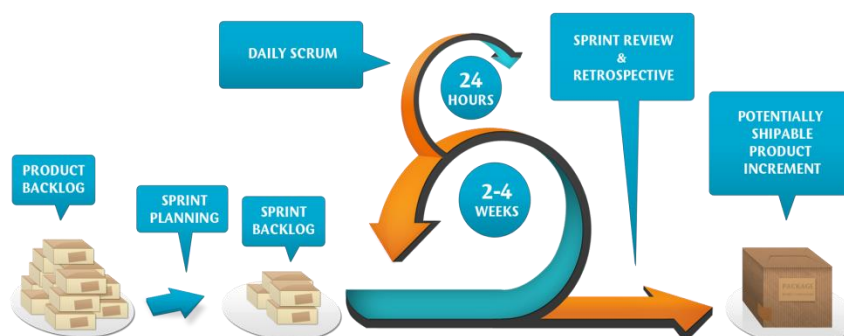 DAILY SCRUM
24
HOURS
SPRINT REVIEW
&
RETROSPECTIVE
POTENTIALLY
SHIPABLE
PRODUCT
INCREMENT
PRODUCT
BACKLOG
SPRINT
PLANNING
SPRINT
BACKLOG
2-4
WEEKS
PACKAGE